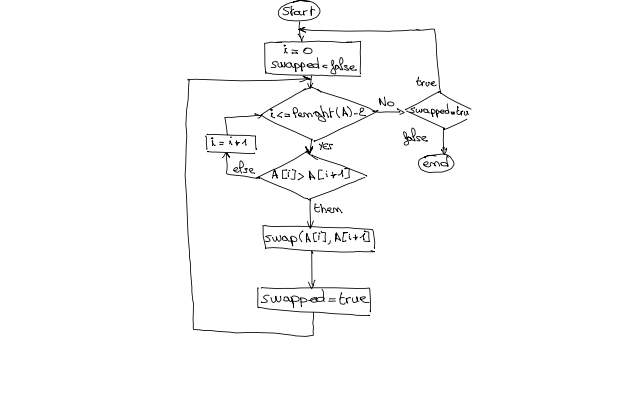 Start
i = 0
swapped = false
i <= lenght(A)-2
No
swapped=tru
true
false
end
yes
i = i+1
else
A[i] > A[i+1]
then
swap(A[i], A[i+1]
swapped = true